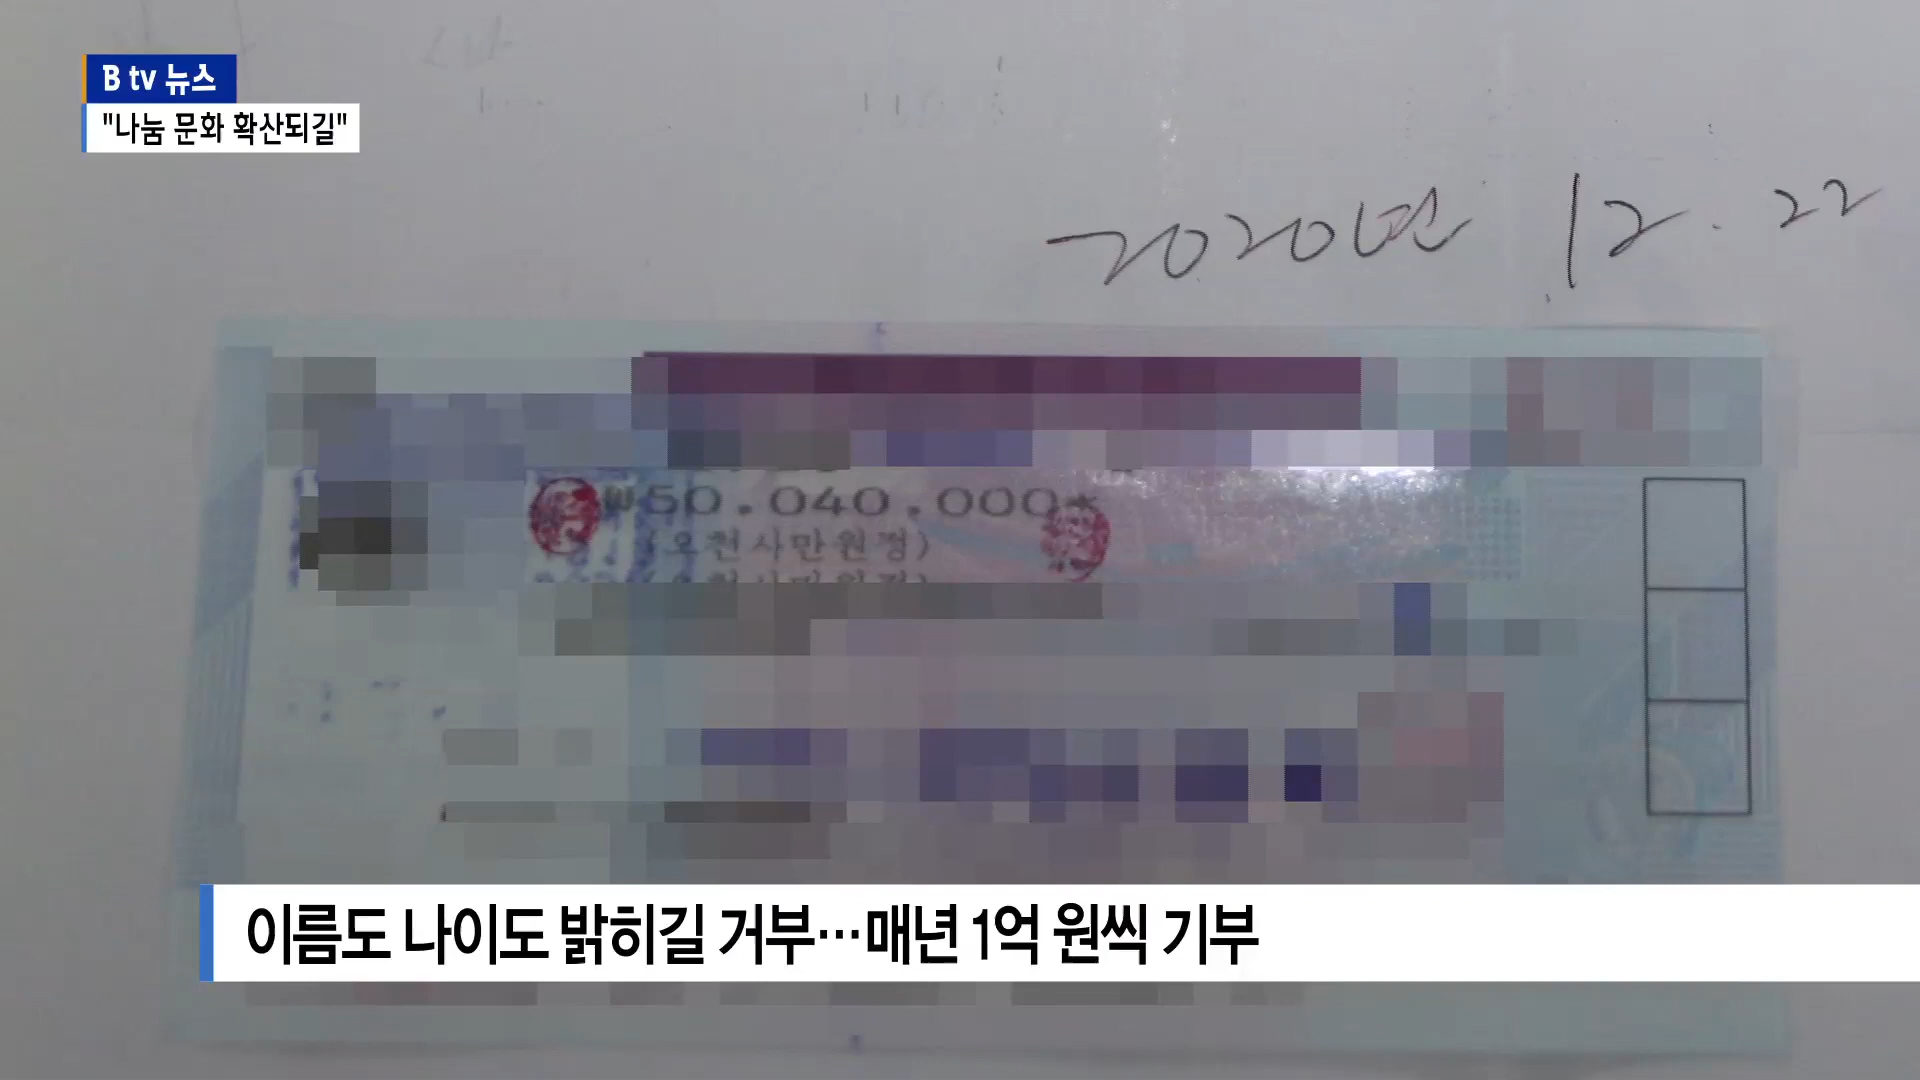 B tv 뉴스
"나눔 문화 확산되길"
2020년 12. 22
₩50.040.000*
(오천사만원정)
이름도 나이도 밝히길 거부…매년 1억 원씩 기부